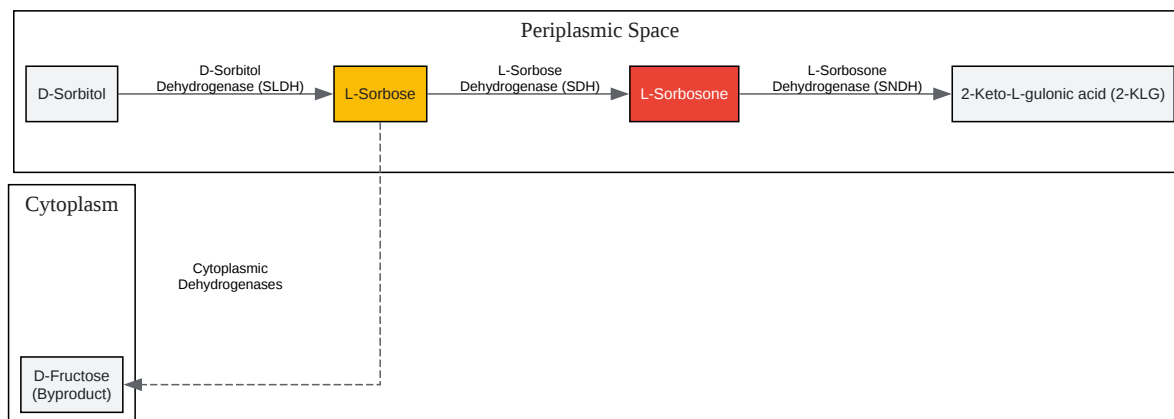 Periplasmic Space
D-Sorbitol
D-Sorbitol
Dehydrogenase (SLDH)
L-Sorbose
L-Sorbose
Dehydrogenase (SDH)
L-Sorbosone
L-Sorbosone
Dehydrogenase (SNDH)
2-Keto-L-gulonic acid (2-KLG)
Cytoplasm
Cytoplasmic
Dehydrogenases
D-Fructose
(Byproduct)